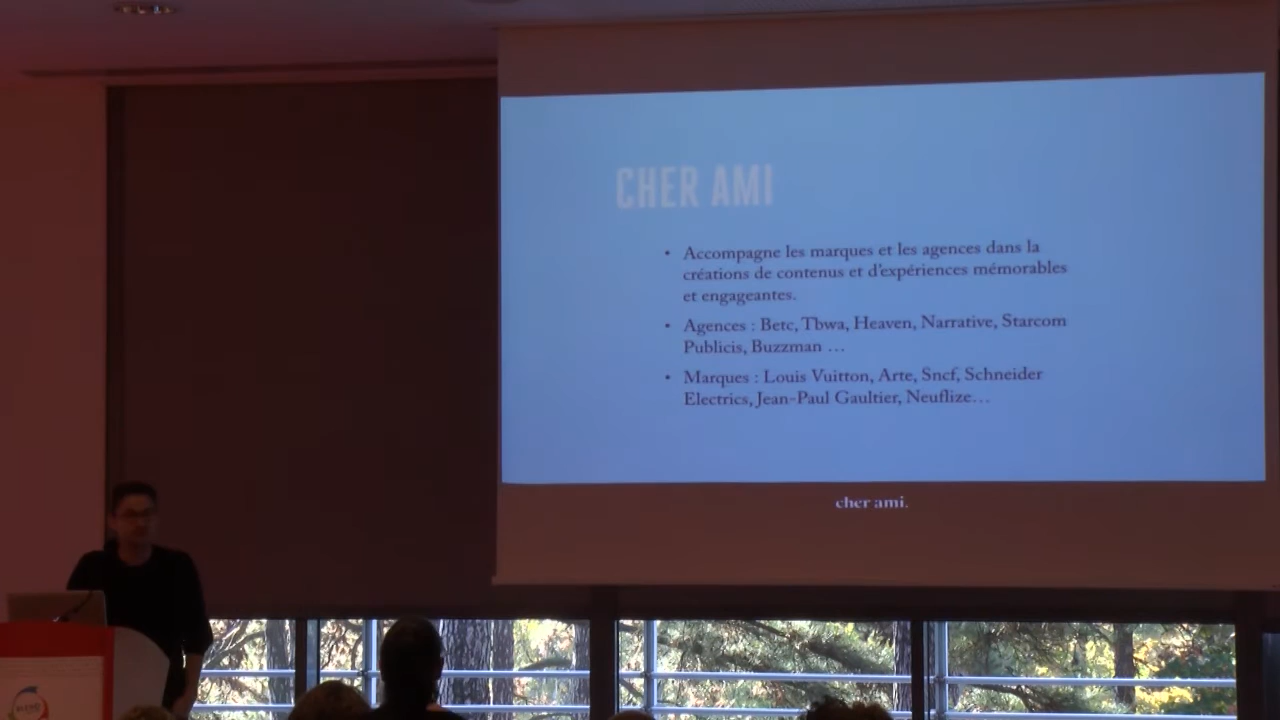 CHER AMI
• Accompagne les marques et les agences dans la
créations de contenus et d'expériences mémorables
et engageantes.
• Agences : Betc, Tbwa, Heaven, Narrative, Starcom
Publicis, Buzzman …
• Marques : Louis Vuitton, Arte, Sncf, Schneider
Electrics, Jean-Paul Gaultier, Neuflize…
cher ami.